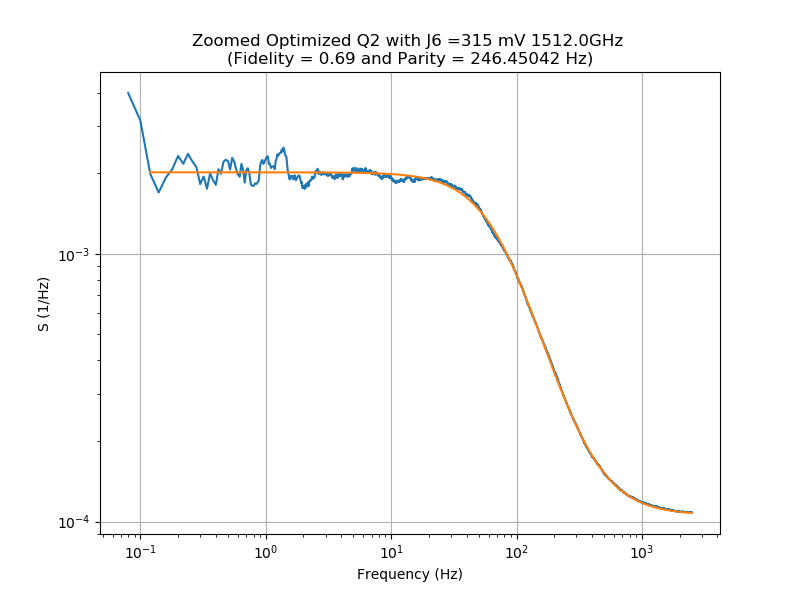 Zoomed Optimized Q2 with J6 =315 mV 1512.0GHz
(Fidelity = 0.69 and Parity = 246.45042 Hz)
S (1/Hz)
10⁻³
10⁻⁴
10⁻¹ 10⁰ 10¹ 10² 10³
Frequency (Hz)